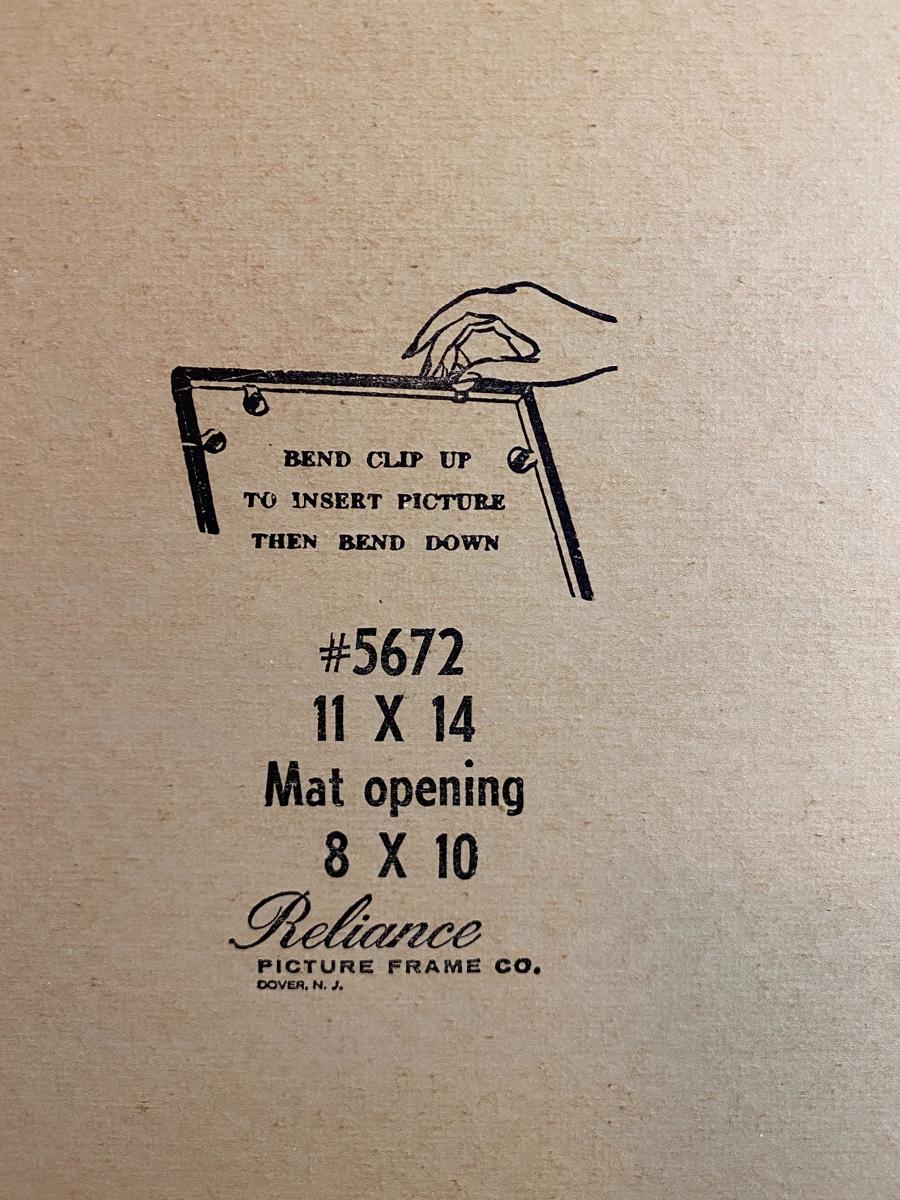 BEND CLIP UP
TO INSERT PICTURE
THEN BEND DOWN
#5672
11 X 14
Mat opening
8 X 10
Reliance
PICTURE FRAME CO.
DOVER, N. J.